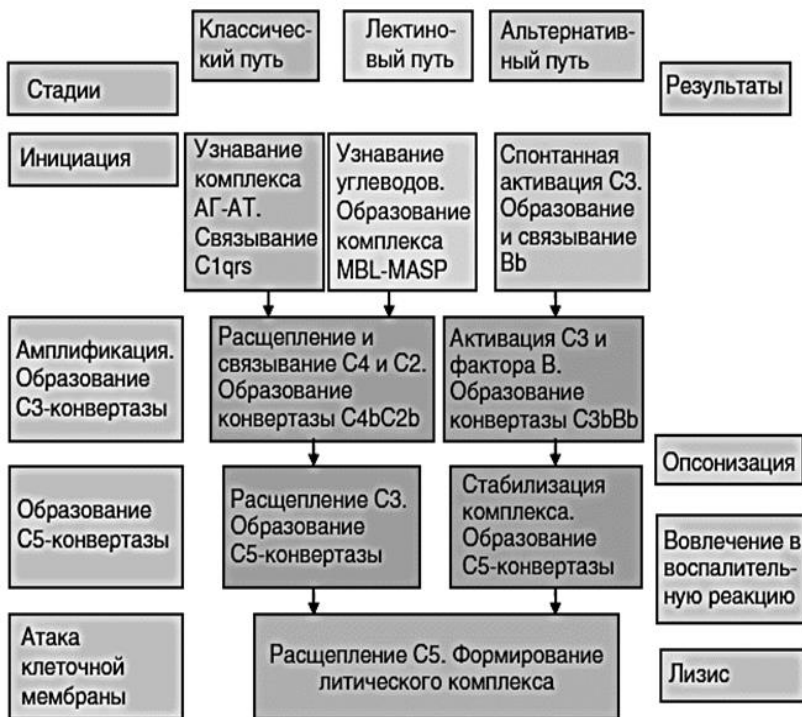 Классичес-
кий путь
Лектино-
вый путь
Альтернатив-
ный путь
Стадии
Результаты
Инициация
Узнавание
комплекса
АГ-АТ.
Связывание
C1qrs
Узнавание
углеводов.
Образование
комплекса
MBL-MASP
Спонтанная
активация С3.
Образование
и связывание
Bb
Амплификация.
Образование
С3-конвертазы
Расщепление и
связывание С4 и С2.
Образование
конвертазы C4bC2b
Активация С3 и
фактора В.
Образование
конвертазы C3bBb
Опсонизация
Образование
С5-конвертазы
Расщепление С3.
Образование
С5-конвертазы
Стабилизация
комплекса.
Образование
С5-конвертазы
Вовлечение в
воспалитель-
ную реакцию
Атака
клеточной
мембраны
Расщепление С5. Формирование
литического комплекса
Лизис